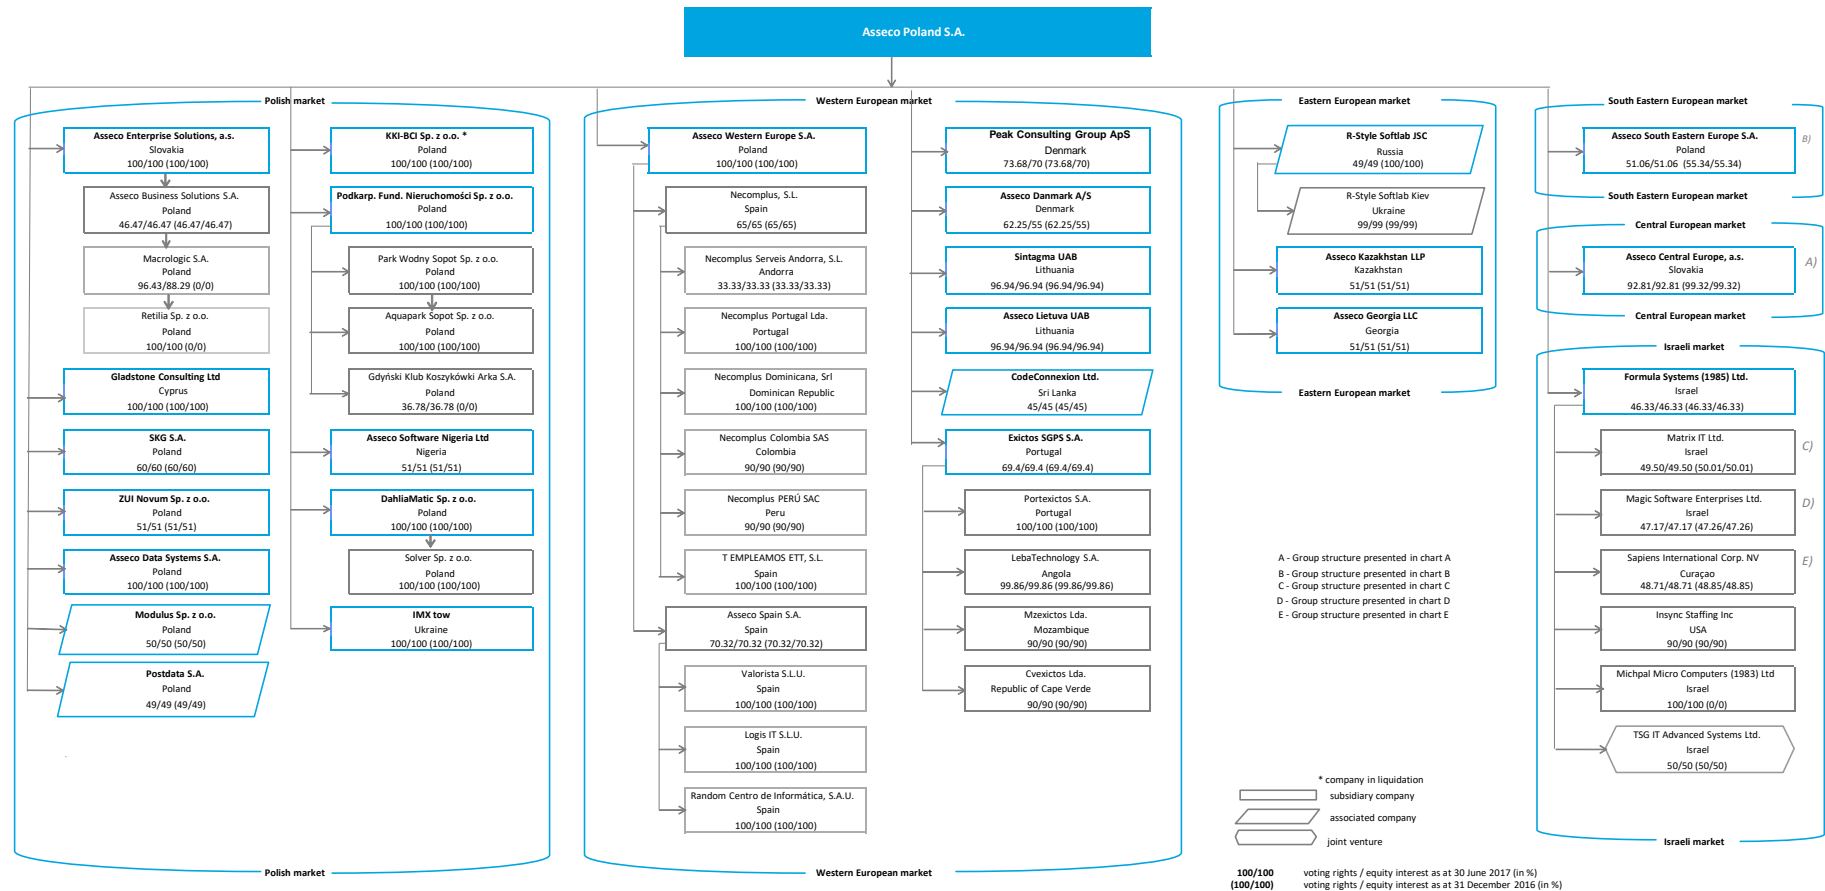 Asseco Poland S.A.
Polish market
Asseco Enterprise Solutions, a.s.
Slovakia
100/100 (100/100)
Asseco Business Solutions S.A.
Poland
46.47/46.47 (46.47/46.47)
Macrologic S.A.
Poland
96.43/88.29 (0/0)
Retilia Sp. z o.o.
Poland
100/100 (0/0)
Gladstone Consulting Ltd
Cyprus
100/100 (100/100)
SKG S.A.
Poland
60/60 (60/60)
ZUI Novum Sp. z o.o.
Poland
51/51 (51/51)
Asseco Data Systems S.A.
Poland
100/100 (100/100)
Modulus Sp. z o.o.
Poland
50/50 (50/50)
Postdata S.A.
Poland
49/49 (49/49)
KKI-BCI Sp. z o.o. *
Poland
100/100 (100/100)
Podkarp. Fund. Nieruchomości Sp. z o.o.
Poland
100/100 (100/100)
Park Wodny Sopot Sp. z o.o.
Poland
100/100 (100/100)
Aquapark Sopot Sp. z o.o.
Poland
100/100 (100/100)
Gdyński Klub Koszykówki Arka S.A.
Poland
36.78/36.78 (0/0)
Asseco Software Nigeria Ltd
Nigeria
51/51 (51/51)
DahliaMatic Sp. z o.o.
Poland
100/100 (100/100)
Solver Sp. z o.o.
Poland
100/100 (100/100)
IMX tow
Ukraine
100/100 (100/100)
Polish market
Western European market
Asseco Western Europe S.A.
Poland
100/100 (100/100)
Necomplus, S.L.
Spain
65/65 (65/65)
Necomplus Serveis Andorra, S.L.
Andorra
33.33/33.33 (33.33/33.33)
Necomplus Portugal Lda.
Portugal
100/100 (100/100)
Necomplus Dominicana, Srl
Dominican Republic
100/100 (100/100)
Necomplus Colombia SAS
Colombia
90/90 (90/90)
Necomplus PERÚ SAC
Peru
90/90 (90/90)
T EMPLEAMOS ETT, S.L.
Spain
100/100 (100/100)
Asseco Spain S.A.
Spain
70.32/70.32 (70.32/70.32)
Valorista S.L.U.
Spain
100/100 (100/100)
Logis IT S.L.U.
Spain
100/100 (100/100)
Random Centro de Informática, S.A.U.
Spain
100/100 (100/100)
Peak Consulting Group ApS
Denmark
73.68/70 (73.68/70)
Asseco Danmark A/S
Denmark
62.25/55 (62.25/55)
Sintagma UAB
Lithuania
96.94/96.94 (96.94/96.94)
Asseco Lietuva UAB
Lithuania
96.94/96.94 (96.94/96.94)
CodeConnexion Ltd.
Sri Lanka
45/45 (45/45)
Exictos SGPS S.A.
Portugal
69.4/69.4 (69.4/69.4)
Portexictos S.A.
Portugal
100/100 (100/100)
LebaTechnology S.A.
Angola
99.86/99.86 (99.86/99.86)
Mzexictos Lda.
Mozambique
90/90 (90/90)
Cvexictos Lda.
Republic of Cape Verde
90/90 (90/90)
Western European market
Eastern European market
R-Style Softlab JSC
Russia
49/49 (100/100)
R-Style Softlab Kiev
Ukraine
99/99 (99/99)
Asseco Kazakhstan LLP
Kazakhstan
51/51 (51/51)
Asseco Georgia LLC
Georgia
51/51 (51/51)
Eastern European market
South Eastern European market
Asseco South Eastern Europe S.A.
Poland
51.06/51.06 (55.34/55.34)
B)
South Eastern European market
Central European market
Asseco Central Europe, a.s.
Slovakia
92.81/92.81 (99.32/99.32)
A)
Central European market
Israeli market
Formula Systems (1985) Ltd.
Israel
46.33/46.33 (46.33/46.33)
Matrix IT Ltd.
Israel
49.50/49.50 (50.01/50.01)
C)
Magic Software Enterprises Ltd.
Israel
47.17/47.17 (47.26/47.26)
D)
Sapiens International Corp. NV
Curaçao
48.71/48.71 (48.85/48.85)
E)
Insync Staffing Inc
USA
90/90 (90/90)
Michpal Micro Computers (1983) Ltd
Israel
100/100 (0/0)
TSG IT Advanced Systems Ltd.
Israel
50/50 (50/50)
Israeli market
A - Group structure presented in chart A
B - Group structure presented in chart B
C - Group structure presented in chart C
D - Group structure presented in chart D
E - Group structure presented in chart E
* company in liquidation
subsidiary company
associated company
joint venture
100/100 voting rights / equity interest as at 30 June 2017 (in %)
(100/100) voting rights / equity interest as at 31 December 2016 (in %)